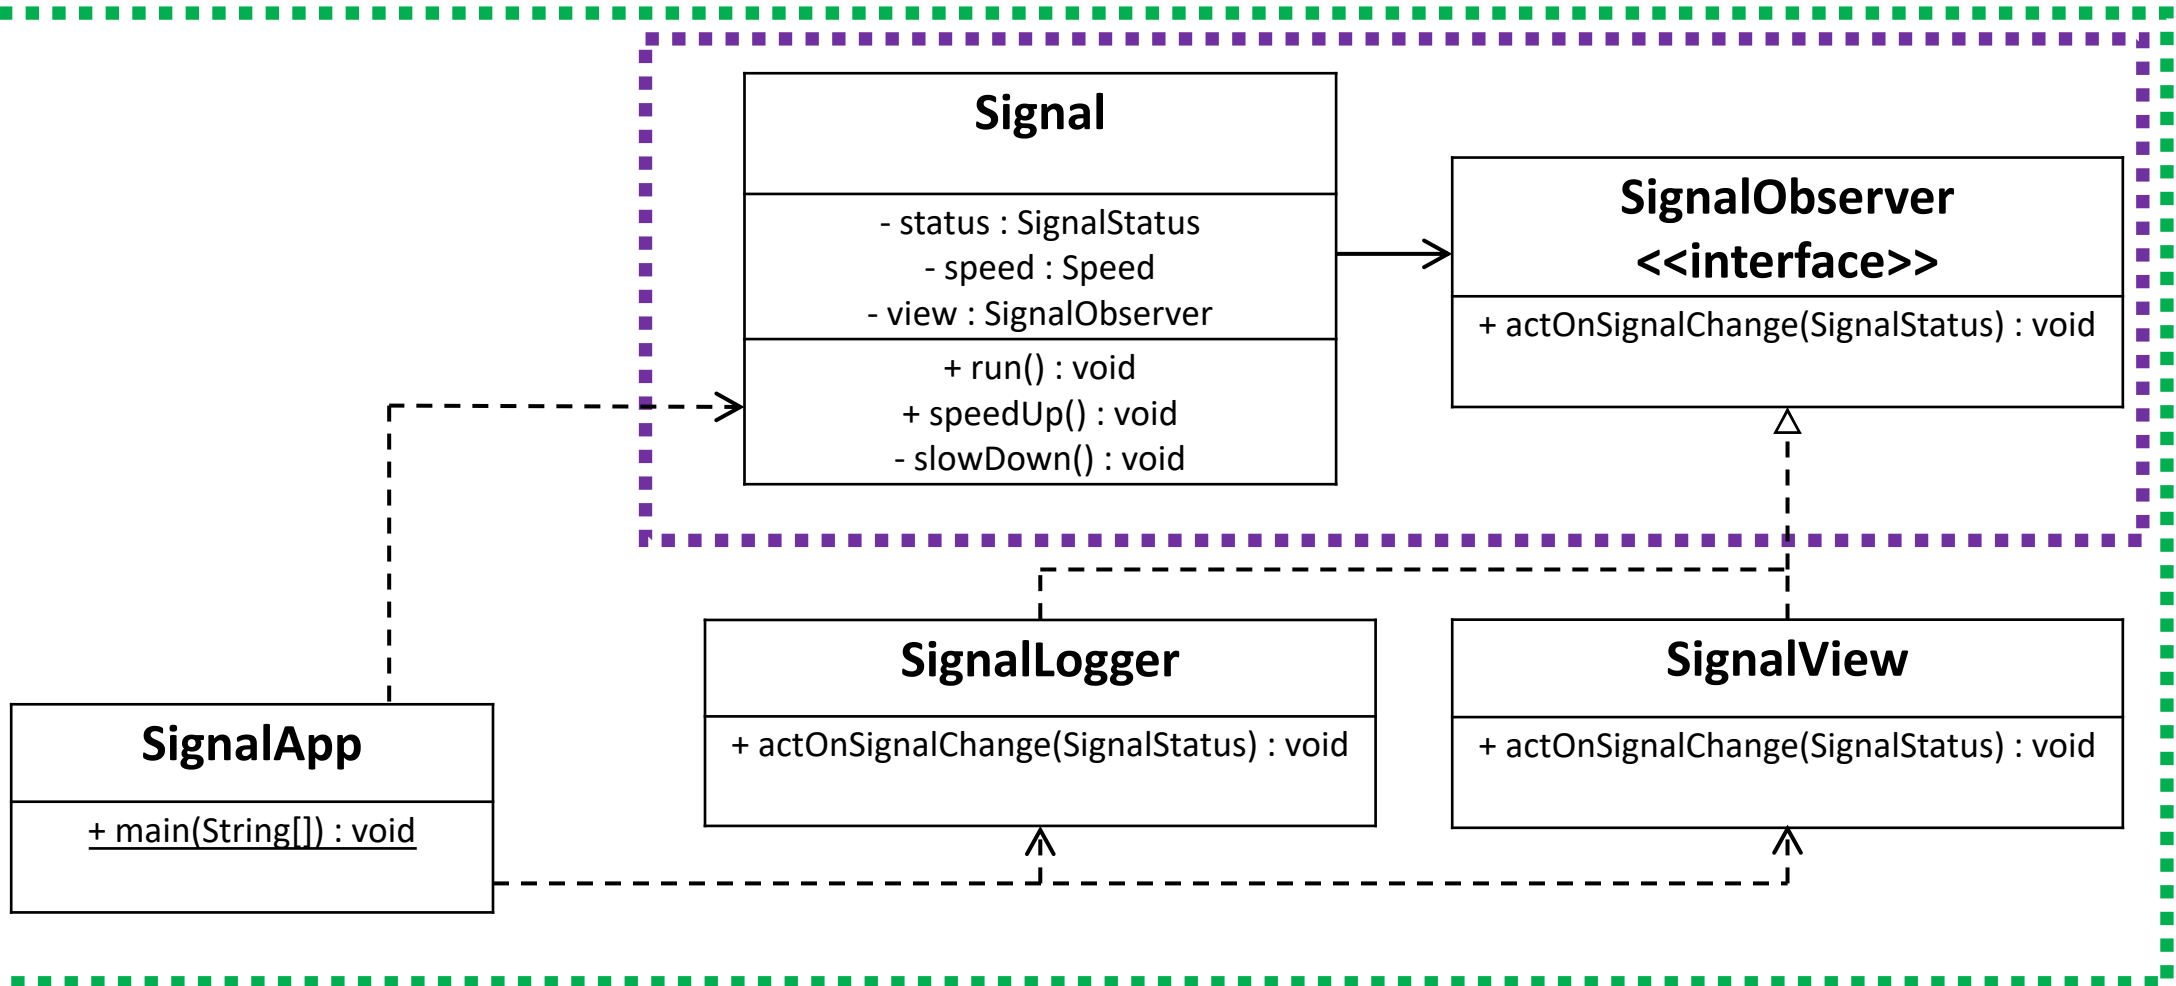 Signal
- status : SignalStatus
- speed : Speed
- view : SignalObserver
+ run() : void
+ speedUp() : void
- slowDown() : void
SignalObserver
<<interface>>
+ actOnSignalChange(SignalStatus) : void
SignalLogger
+ actOnSignalChange(SignalStatus) : void
SignalView
+ actOnSignalChange(SignalStatus) : void
SignalApp
+ main(String[]) : void